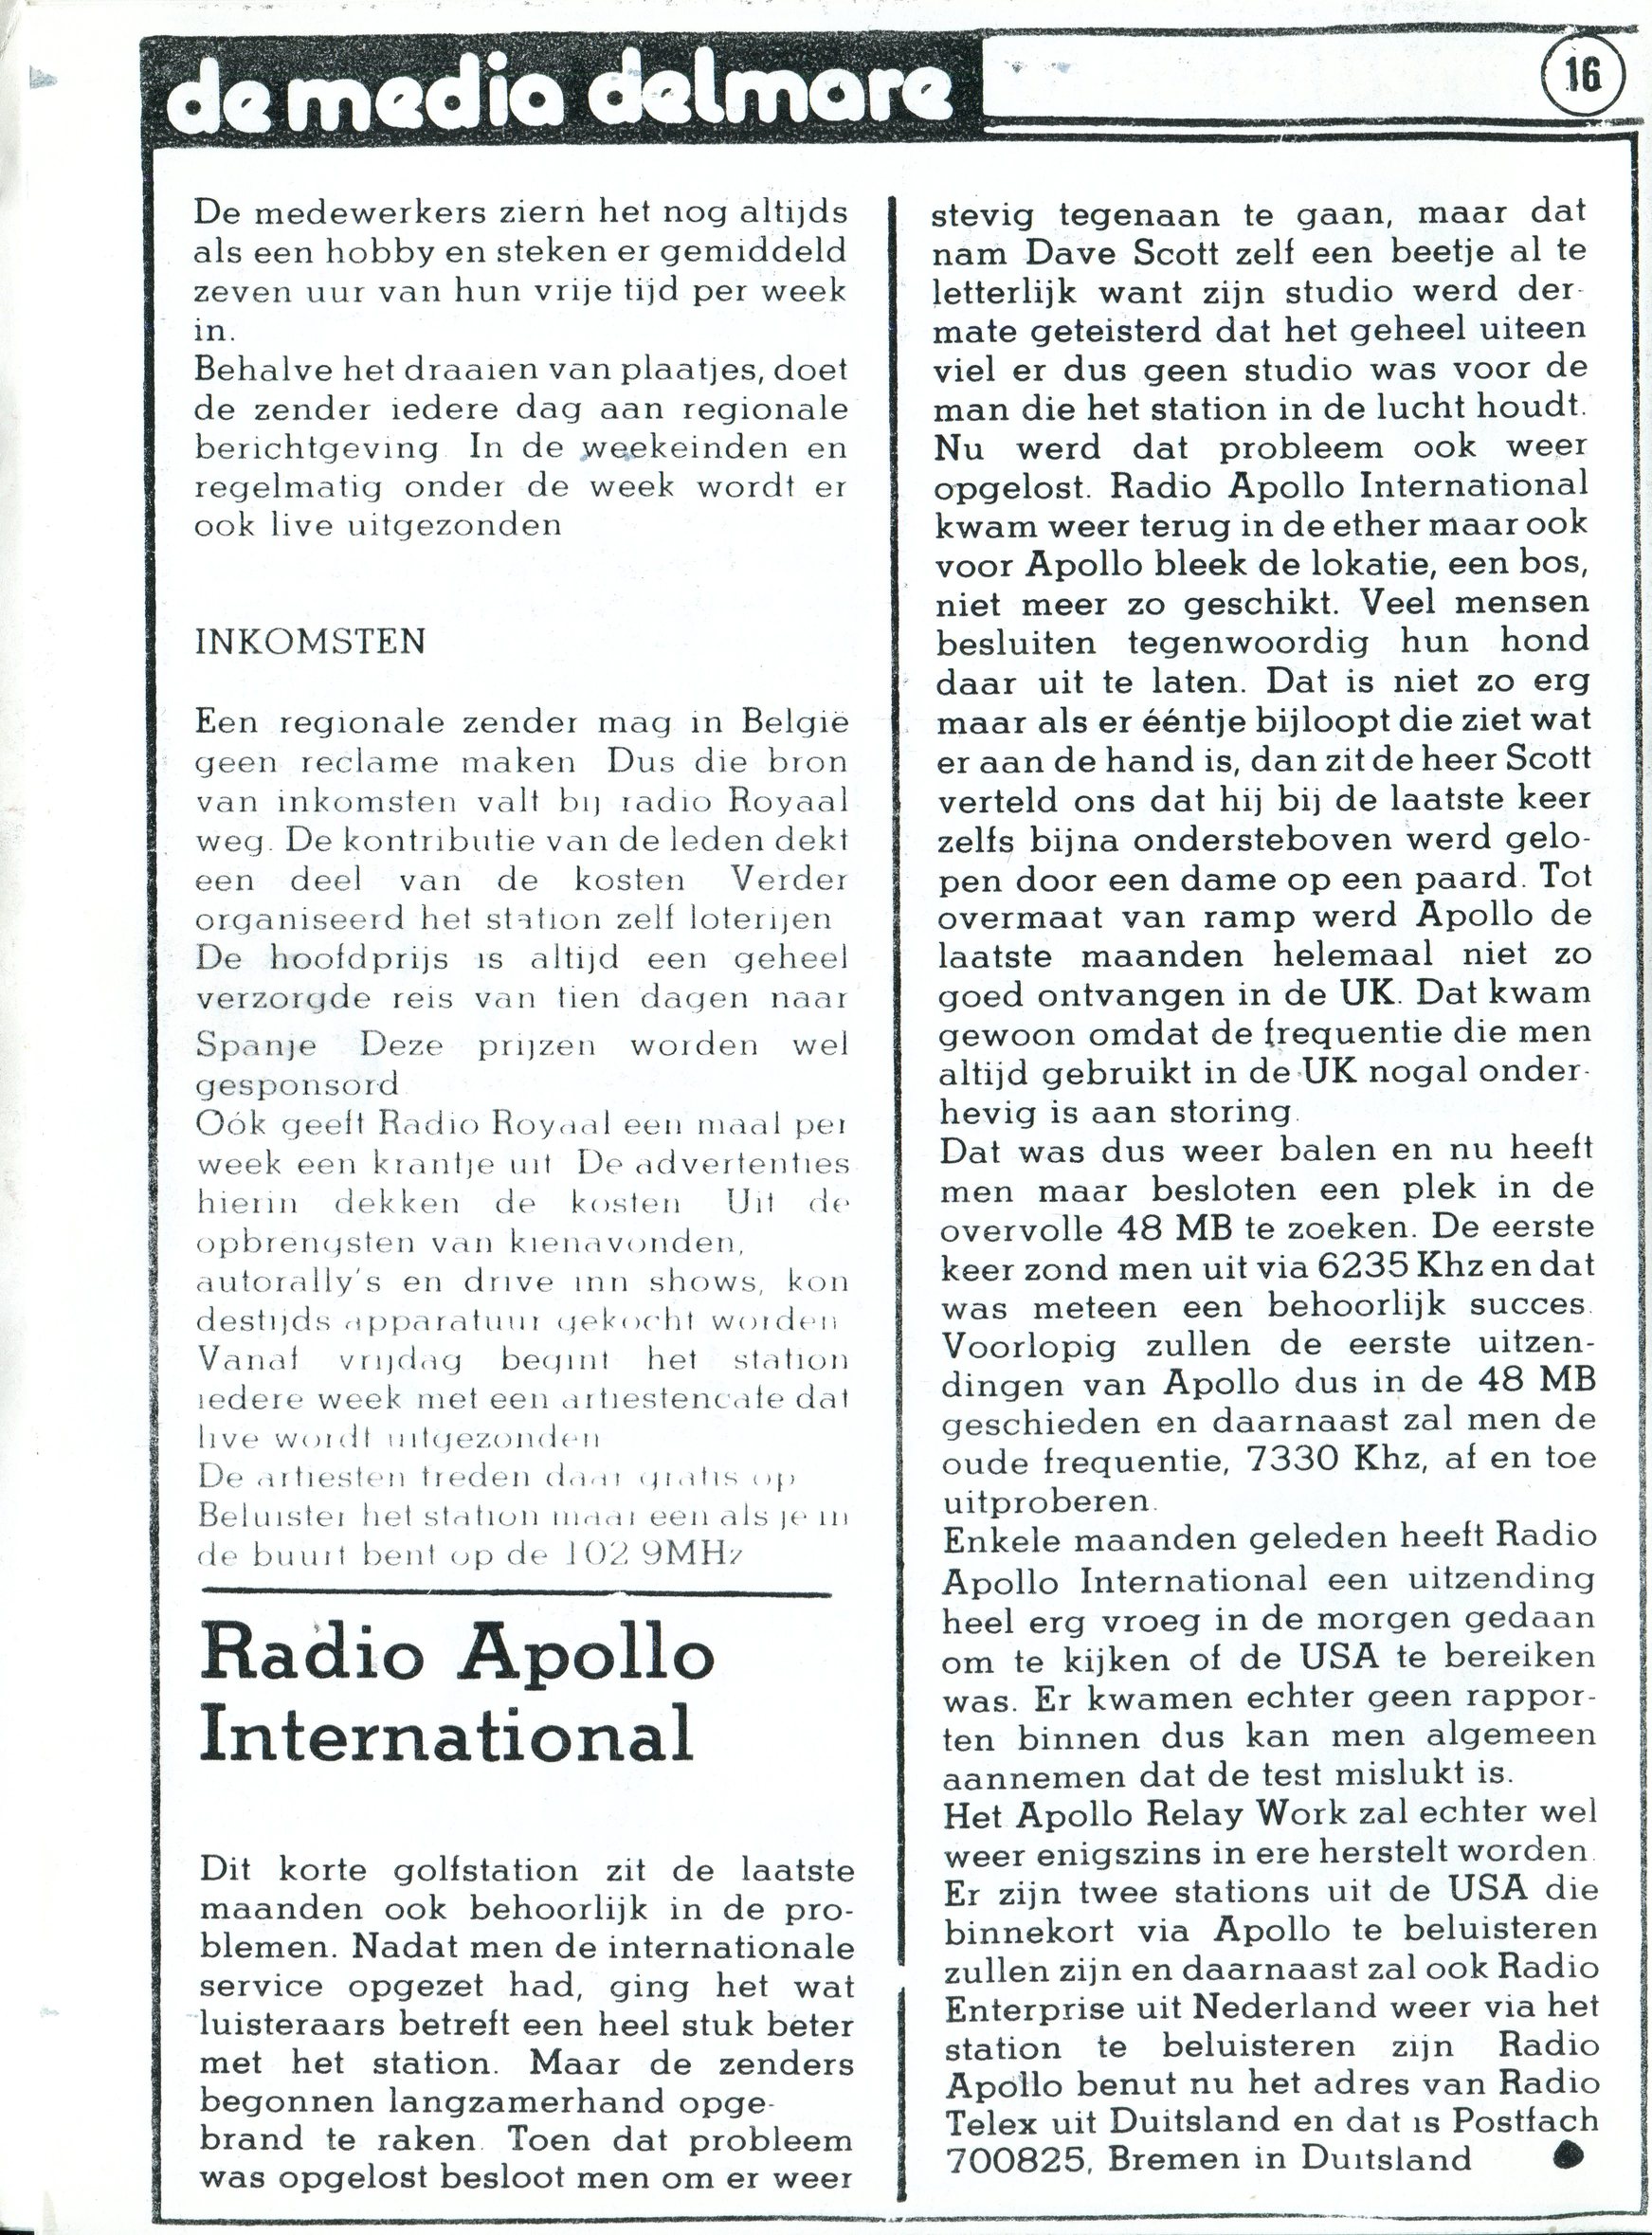 de media delmare
16
De medewerkers ziern het nog altijds
als een hobby en steken er gemiddeld
zeven uur van hun vrije tijd per week
in.
Behalve het draaien van plaatjes, doet
de zender iedere dag aan regionale
berichtgeving. In de weekeinden en
regelmatig onder de week wordt er
ook live uitgezonden
INKOMSTEN
Een regionale zender mag in Belgie
geen reclame maken Dus die bron
van inkomsten valt bij radio Royaal
weg. De kontributie van de leden dekt
een deel van de kosten Verder
organiseerd het station zelf loterijen
De hoofdprijs is altijd een geheel
verzorgde reis van tien dagen naar
Spanje Deze prijzen worden wel
gesponsord
Ook geeft Radio Royaal een maal per
week een krantje uit De advertenties
hierin dekken de kosten Uit de
opbrengsten van kienavonden,
autorally's en drive inn shows, kon
destijds apparatuur gekocht worden
Vanaf vrijdag begint het station
iedere week met een artiestencafe dat
live wordt uitgezonden
De artiesten treden daar gratis op
Beluister het station maar een als je in
de buurt bent op de 102 9MHz
Radio Apollo
International
Dit korte golfstation zit de laatste
maanden ook behoorlijk in de pro-
blemen. Nadat men de internationale
service opgezet had, ging het wat
luisteraars betreft een heel stuk beter
met het station. Maar de zenders
begonnen langzamerhand opge-
brand te raken. Toen dat probleem
was opgelost besloot men om er weer
stevig tegenaan te gaan, maar dat
nam Dave Scott zelf een beetje al te
letterlijk want zijn studio werd der-
mate geteisterd dat het geheel uiteen
viel er dus geen studio was voor de
man die het station in de lucht houdt.
Nu werd dat probleem ook weer
opgelost. Radio Apollo International
kwam weer terug in de ether maar ook
voor Apollo bleek de lokatie, een bos,
niet meer zo geschikt. Veel mensen
besluiten tegenwoordig hun hond
daar uit te laten. Dat is niet zo erg
maar als er ééntje bijloopt die ziet wat
er aan de hand is, dan zit de heer Scott
verteld ons dat hij bij de laatste keer
zelfs bijna ondersteboven werd gelo-
pen door een dame op een paard. Tot
overmaat van ramp werd Apollo de
laatste maanden helemaal niet zo
goed ontvangen in de UK. Dat kwam
gewoon omdat de frequentie die men
altijd gebruikt in de UK nogal onder-
hevig is aan storing.
Dat was dus weer balen en nu heeft
men maar besloten een plek in de
overvolle 48 MB te zoeken. De eerste
keer zond men uit via 6235 Khz en dat
was meteen een behoorlijk succes.
Voorlopig zullen de eerste uitzen-
dingen van Apollo dus in de 48 MB
geschieden en daarnaast zal men de
oude frequentie, 7330 Khz, af en toe
uitproberen.
Enkele maanden geleden heeft Radio
Apollo International een uitzending
heel erg vroeg in de morgen gedaan
om te kijken of de USA te bereiken
was. Er kwamen echter geen rappor-
ten binnen dus kan men algemeen
aannemen dat de test mislukt is.
Het Apollo Relay Work zal echter wel
weer enigszins in ere herstelt worden.
Er zijn twee stations uit de USA die
binnekort via Apollo te beluisteren
zullen zijn en daarnaast zal ook Radio
Enterprise uit Nederland weer via het
station te beluisteren zijn Radio
Apollo benut nu het adres van Radio
Telex uit Duitsland en dat is Postfach
700825, Bremen in Duitsland